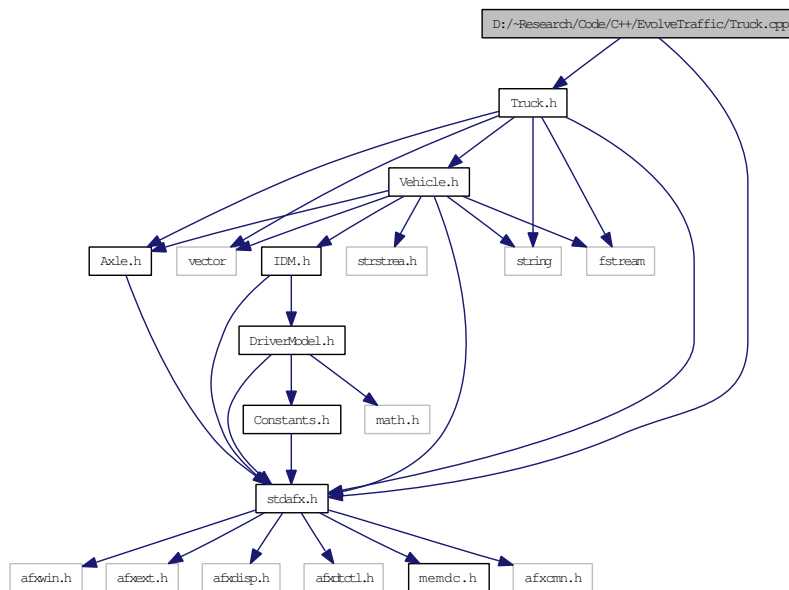 D:/~Research/Code/C++/EvolveTraffic/Truck.cpp
Truck.h
Vehicle.h
Axle.h
vector
IDM.h
strstrea.h
string
fstream
DriverModel.h
Constants.h
math.h
stdafx.h
afxwin.h
afxext.h
afxdisp.h
afxdtctl.h
memdc.h
afxcmn.h